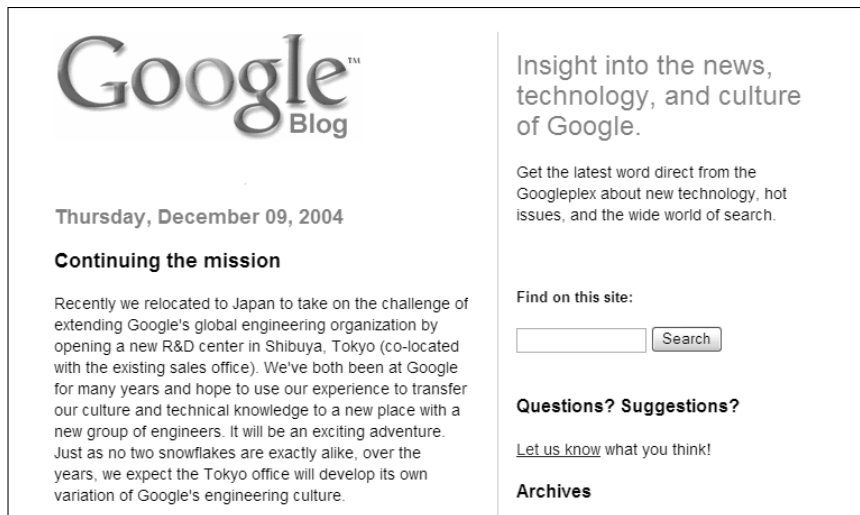 Google™
Blog
Thursday, December 09, 2004
Continuing the mission
Recently we relocated to Japan to take on the challenge of
extending Google's global engineering organization by
opening a new R&D center in Shibuya, Tokyo (co-located
with the existing sales office). We've both been at Google
for many years and hope to use our experience to transfer
our culture and technical knowledge to a new place with a
new group of engineers. It will be an exciting adventure.
Just as no two snowflakes are exactly alike, over the
years, we expect the Tokyo office will develop its own
variation of Google's engineering culture.
Insight into the news,
technology, and culture
of Google.
Get the latest word direct from the
Googleplex about new technology, hot
issues, and the wide world of search.
Find on this site:
Search
Questions? Suggestions?
Let us know what you think!
Archives